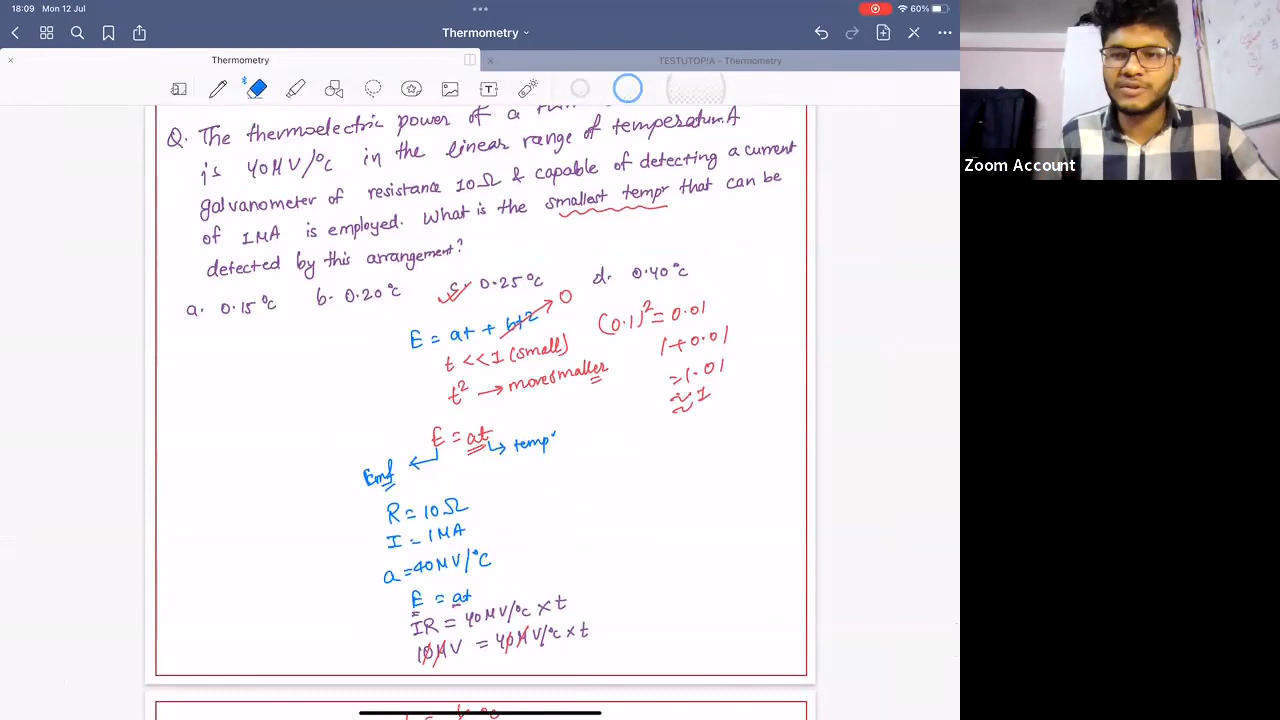 18:09 Mon 12 Jul
60%
Thermometry
Thermometry
TESTUTOP!A - Thermometry
Zoom Account
Q. The thermoelectric power of a
is 40MV/°C in the linear range of temperature. A
galvanometer of resistance 10Ω & capable of detecting a current
of 1MA is employed. What is the smallest tempr that can be
detected by this arrangement?
a. 0.15°C b. 0.20°C c. 0.25°C d. 0.40°C
E = at + bt2 → 0
(0.1)² = 0.01
t << 1 (small)
1 + 0.01
t² → more smaller
= 1.01
≈ 1
E = at
temp
Emf
R = 10Ω
I = 1MA
a = 40MV/°C
E = at
IR = 40MV/°C × t
10MV = 40MV/°C × t